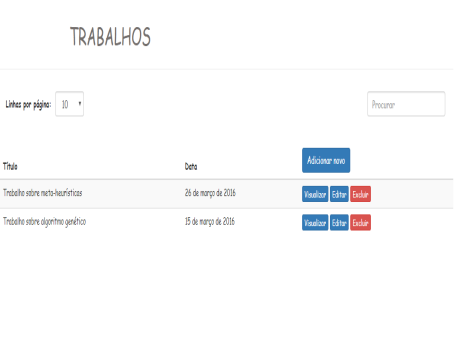 TRABALHOS
Linhas por página: 10 Procurar
Título Data Adicionar novo
Trabalho sobre meta-heurísticas 26 de março de 2016 Visualizar Editar Excluir
Trabalho sobre algoritmo genético 15 de março de 2016 Visualizar Editar Excluir